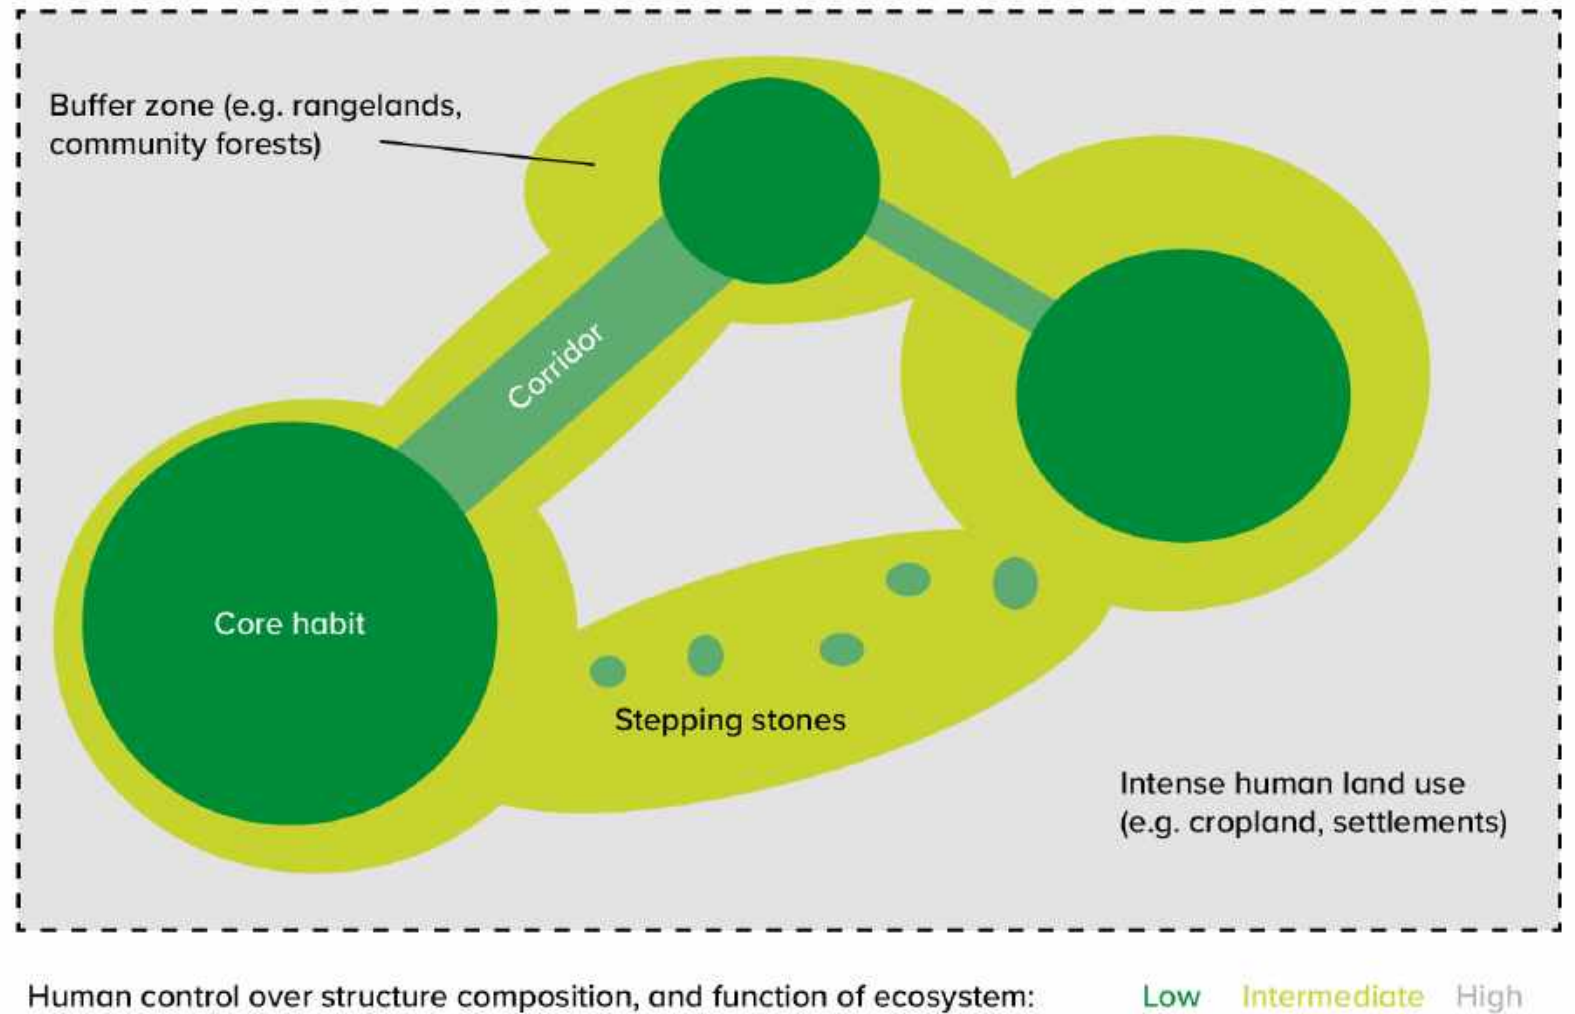 Buffer zone (e.g. rangelands,
community forests)
Corridor
Core habit
Stepping stones
Intense human land use
(e.g. cropland, settlements)
Human control over structure composition, and function of ecosystem: Low Intermediate High